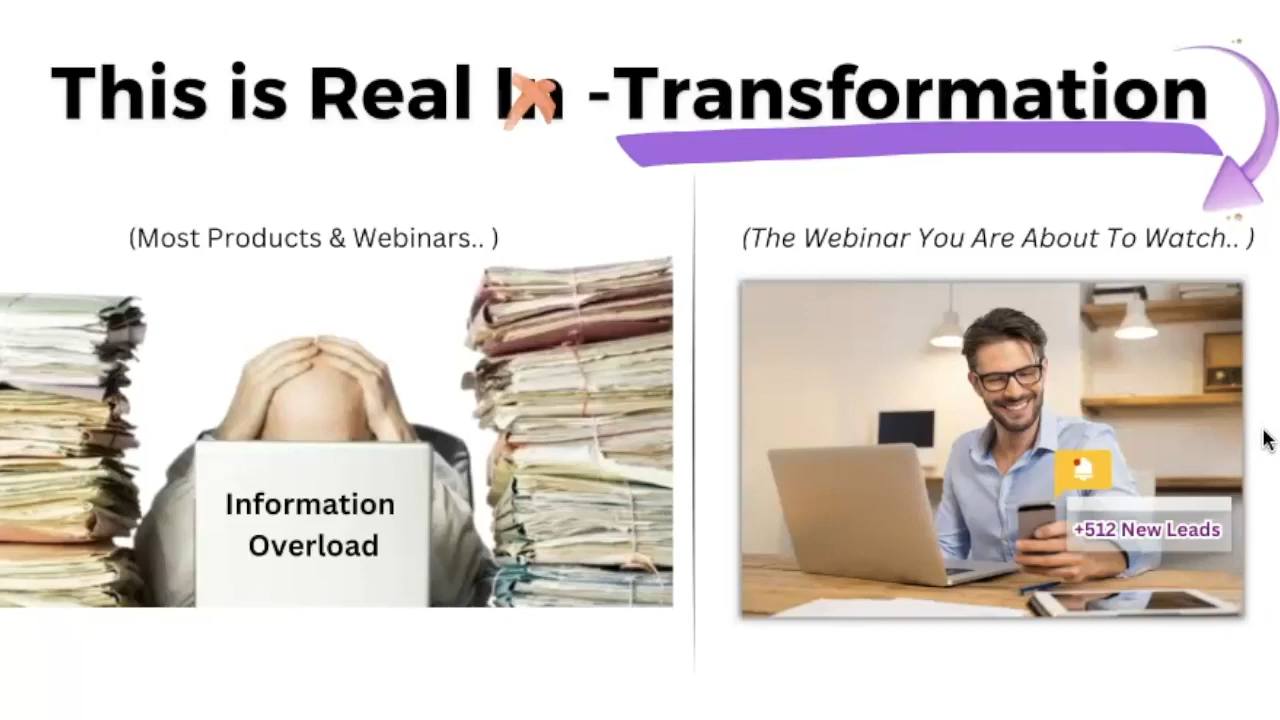 This is Real In -Transformation
(Most Products & Webinars.. )
(The Webinar You Are About To Watch.. )
Information
Overload
+512 New Leads